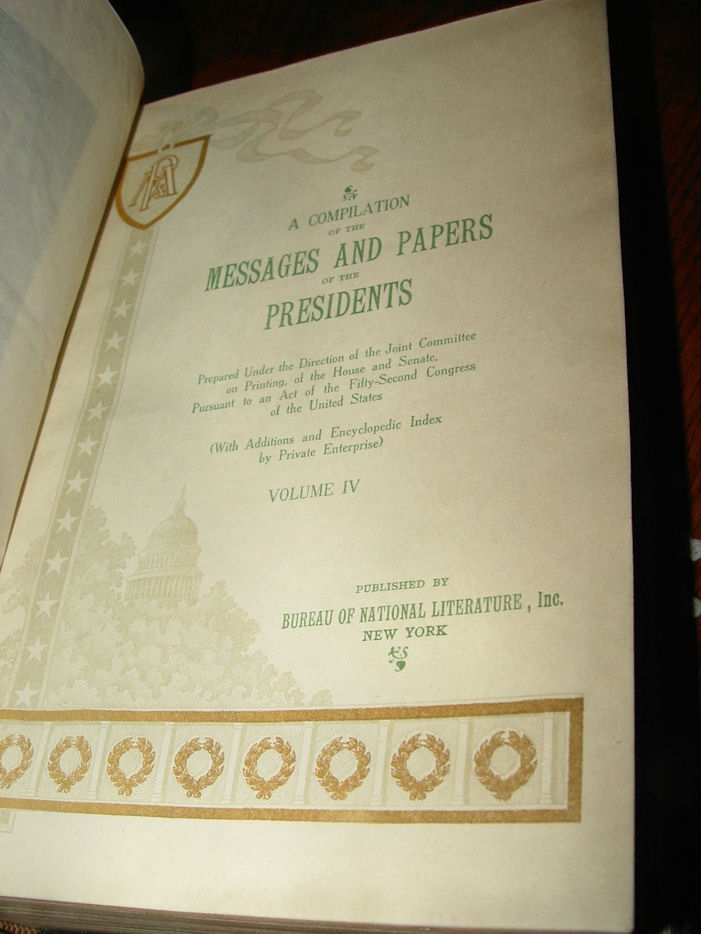 A COMPILATION
OF THE
MESSAGES AND PAPERS
OF THE
PRESIDENTS
Prepared Under the Direction of the Joint Committee
on Printing, of the House and Senate,
Pursuant to an Act of the Fifty-Second Congress
of the United States
(With Additions and Encyclopedic Index
by Private Enterprise)
VOLUME IV
PUBLISHED BY
BUREAU OF NATIONAL LITERATURE, Inc.
NEW YORK